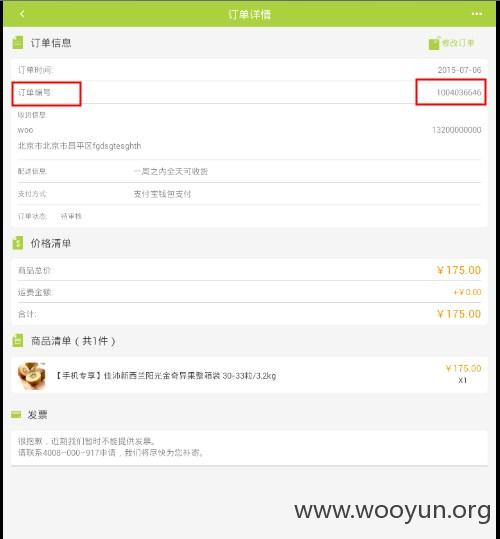 订单详情
订单信息
修改订单
订单时间:
2015-07-06
订单编号:
1004036646
收货信息:
woo
13200000000
北京市北京市昌平区fgdsgtesghth
配送信息:
一周之内全天可收货
支付方式:
支付宝钱包支付
订单状态:
待审核
价格清单
商品总价:
￥175.00
运费金额:
+￥0.00
合计:
￥175.00
商品清单（共1件）
【手机专享】佳沛新西兰阳光金奇异果整箱装 30-33粒/3.2kg
￥175.00
X1
发票
很抱歉，近期我们暂时不能提供发票。
请联系4008-000-917申请，我们将尽快为您补寄。
www.wooyun.org